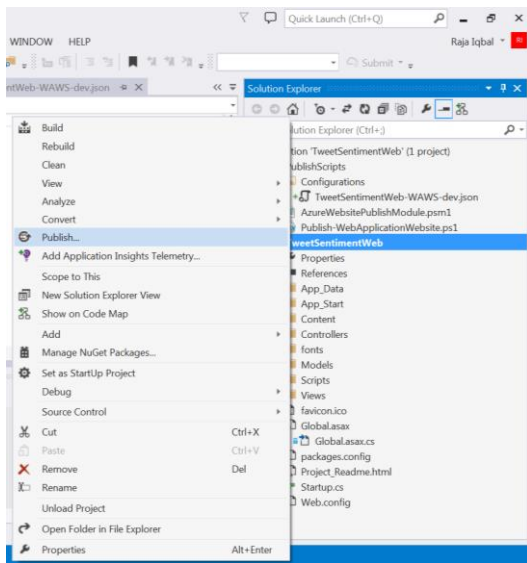 Quick Launch (Ctrl+Q)
WINDOW HELP
Raja Iqbal
RI
Submit
ntWeb-WAWS-dev.json
Solution Explorer
lution Explorer (Ctrl+;)
Build
Rebuild
Clean
View
Analyze
Convert
Publish...
Add Application Insights Telemetry...
Scope to This
New Solution Explorer View
Show on Code Map
Add
Manage NuGet Packages...
Set as StartUp Project
Debug
Source Control
Cut Ctrl+X
Paste Ctrl+V
Remove Del
Rename
Unload Project
Open Folder in File Explorer
Properties Alt+Enter
tion 'TweetSentimentWeb' (1 project)
ublishScripts
Configurations
TweetSentimentWeb-WAWS-dev.json
AzureWebsitePublishModule.psm1
Publish-WebApplicationWebsite.ps1
weetSentimentWeb
Properties
References
App_Data
App_Start
Content
Controllers
fonts
Models
Scripts
Views
favicon.ico
Global.asax
Global.asax.cs
packages.config
Project_Readme.html
Startup.cs
Web.config